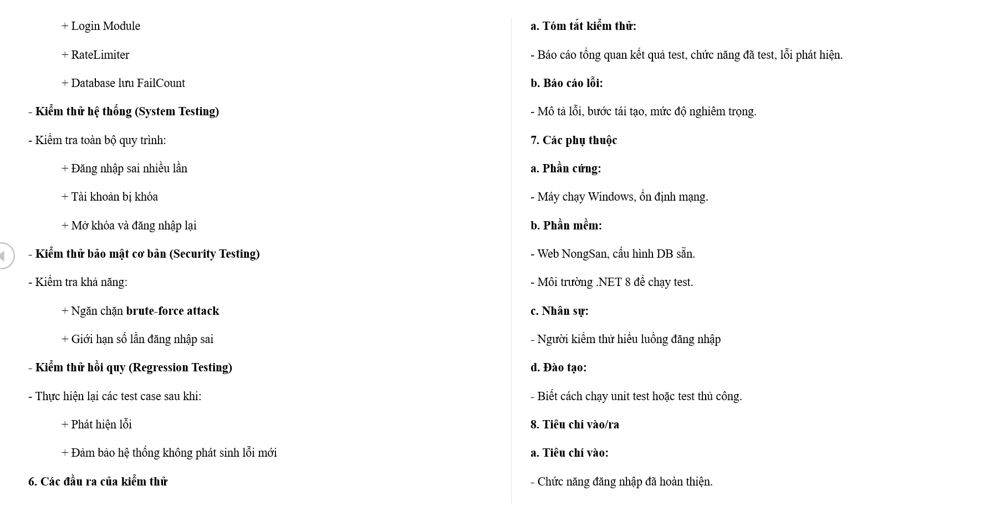 + Login Module
+ RateLimiter
+ Database lưu FailCount
- Kiểm thử hệ thống (System Testing)
- Kiểm tra toàn bộ quy trình:
+ Đăng nhập sai nhiều lần
+ Tài khoản bị khóa
+ Mở khóa và đăng nhập lại
- Kiểm thử bảo mật cơ bản (Security Testing)
- Kiểm tra khả năng:
+ Ngăn chặn brute-force attack
+ Giới hạn số lần đăng nhập sai
- Kiểm thử hồi quy (Regression Testing)
- Thực hiện lại các test case sau khi:
+ Phát hiện lỗi
+ Đảm bảo hệ thống không phát sinh lỗi mới
6. Các đầu ra của kiểm thử
a. Tóm tắt kiểm thử:
- Báo cáo tổng quan kết quả test, chức năng đã test, lỗi phát hiện.
b. Báo cáo lỗi:
- Mô tả lỗi, bước tái tạo, mức độ nghiêm trọng.
7. Các phụ thuộc
a. Phần cứng:
- Máy chạy Windows, ổn định mạng.
b. Phần mềm:
- Web NongSan, cấu hình DB sẵn.
- Môi trường .NET 8 để chạy test.
c. Nhân sự:
- Người kiểm thử hiểu luồng đăng nhập
d. Đào tạo:
- Biết cách chạy unit test hoặc test thủ công.
8. Tiêu chí vào/ra
a. Tiêu chí vào:
- Chức năng đăng nhập đã hoàn thiện.